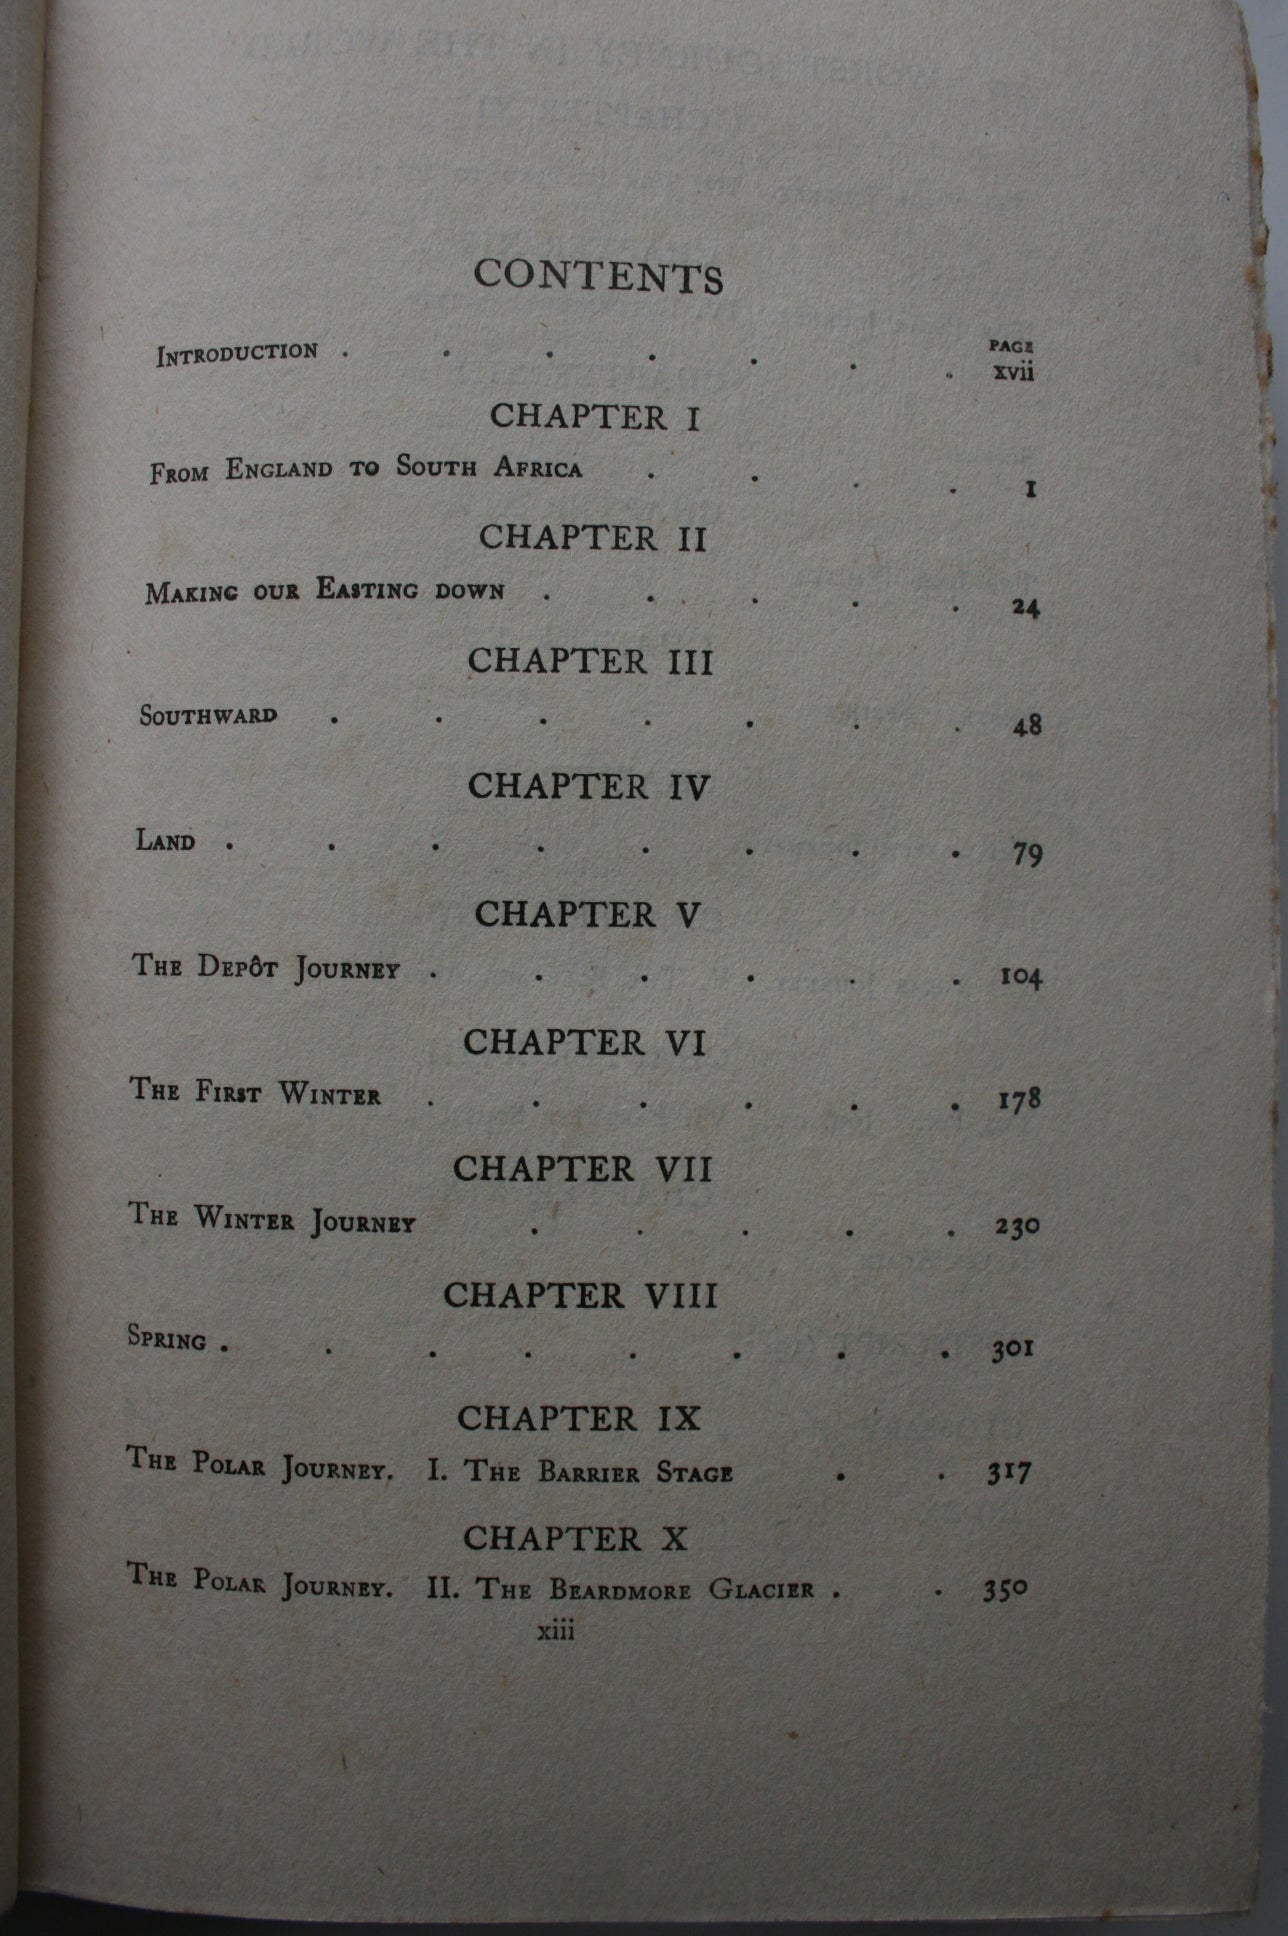 CONTENTS
PAGE
INTRODUCTION . . . . . . . xvii
CHAPTER I
FROM ENGLAND TO SOUTH AFRICA . . . . 1
CHAPTER II
MAKING OUR EASTING DOWN . . . . . 24
CHAPTER III
SOUTHWARD . . . . . . . 48
CHAPTER IV
LAND . . . . . . . . 79
CHAPTER V
THE DEPÔT JOURNEY . . . . . . 104
CHAPTER VI
THE FIRST WINTER . . . . . . 178
CHAPTER VII
THE WINTER JOURNEY . . . . . 230
CHAPTER VIII
SPRING . . . . . . . . 301
CHAPTER IX
THE POLAR JOURNEY. I. THE BARRIER STAGE . . 317
CHAPTER X
THE POLAR JOURNEY. II. THE BEARDMORE GLACIER . . 350
xiii